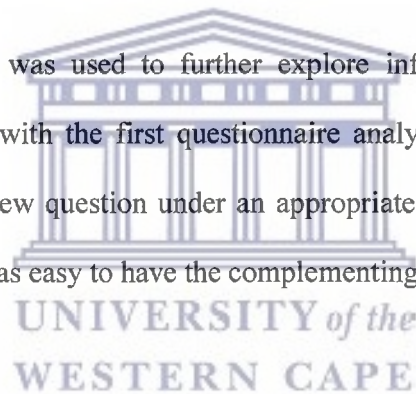 was used to further explore inf
with the first questionnaire analy
ew question under an appropriate
as easy to have the complementing
UNIVERSITY of the
WESTERN CAPE